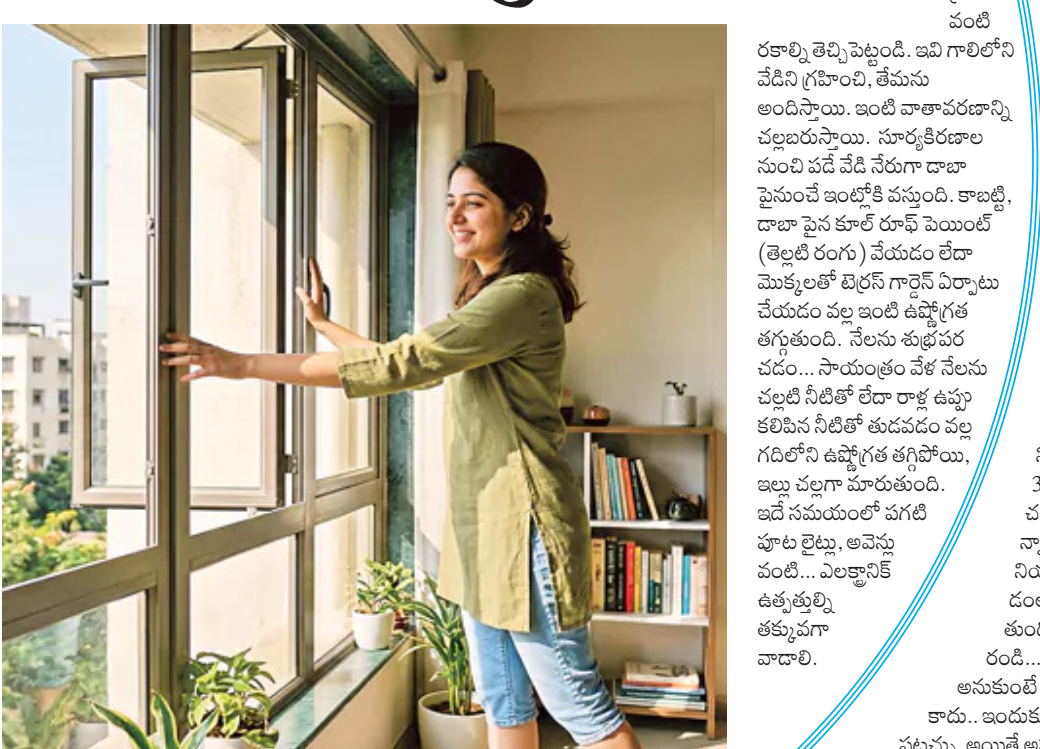 వంటి
రకాల్ని తెచ్చిపెట్టండి. ఇవి గాలిలోని
వేడిని గ్రహించి, తేమను
అందిస్తాయి. ఇంటి వాతావరణాన్ని
చల్లబరుస్తాయి. సూర్యకిరణాల
నుంచి పడే వేడి నేరుగా డాబా
పైనుంచే ఇంట్లోకి వస్తుంది. కాబట్టి,
డాబా పైన కూల్ రూఫ్ పెయింట్
(తెల్లటి రంగు) వేయడం లేదా
మొక్కలతో టెర్రస్ గార్డెన్ ఏర్పాటు
చేయడం వల్ల ఇంటి ఉష్ణోగ్రత
తగ్గుతుంది. నేలను శుభ్రపర
చడం... సాయంత్రం వేళ నేలను
చల్లటి నీటితో లేదా రాళ్ల ఉప్పు
కలిపిన నీటితో తుడవడం వల్ల
గదిలోని ఉష్ణోగ్రత తగ్గిపోయి,
ఇల్లు చల్లగా మారుతుంది.
ఇదే సమయంలో పగటి
పూట లైట్లు, అవెన్లు
వంటి... ఎలక్ట్రానిక్
ఉత్పత్తుల్ని
తక్కువగా
వాడాలి.
3
చ
నియ
డంల
రండి...
అనుకుంటే
కాదు.. ఇందుకు